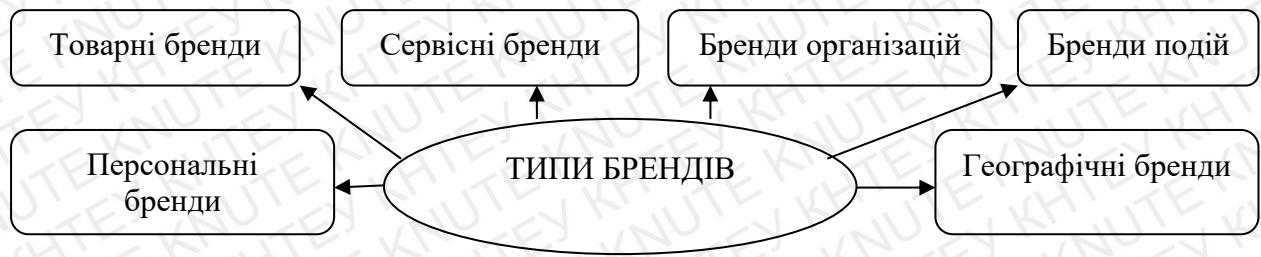 Товарні бренди
Сервісні бренди
Бренди організацій
Бренди подій
Персональні
бренди
ТИПИ БРЕНДІВ
Географічні бренди